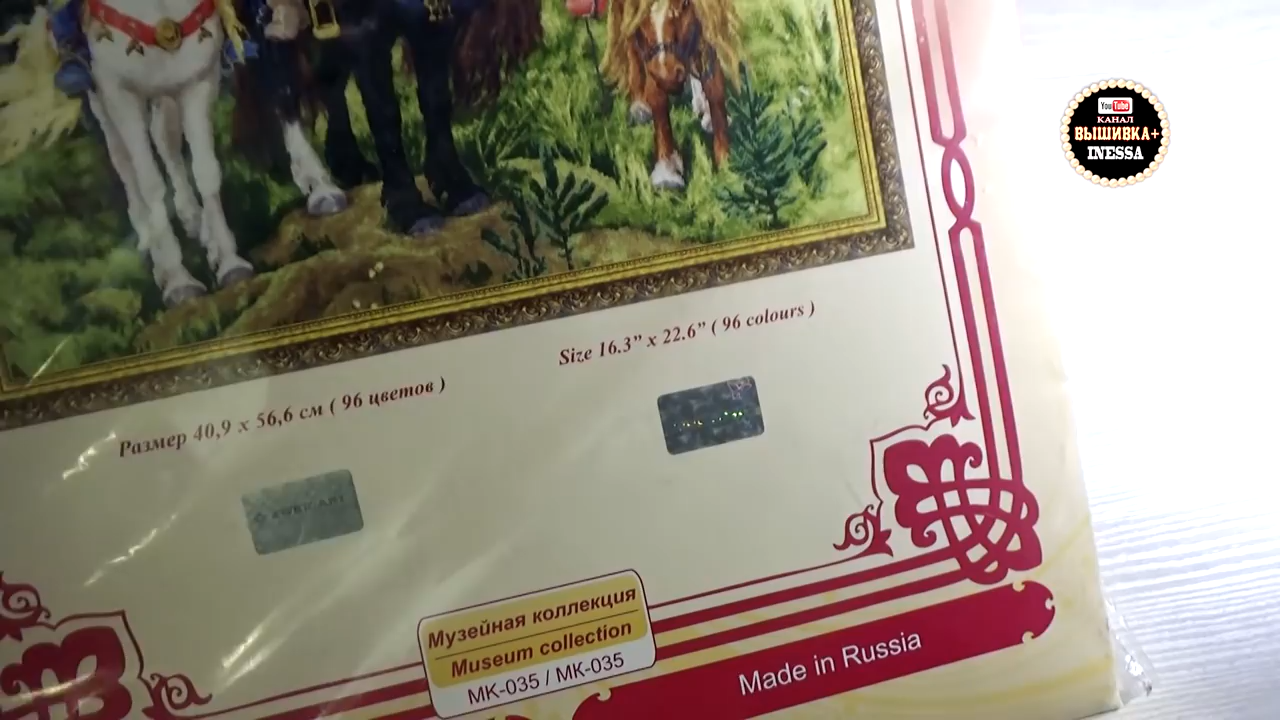 YouTube
КАНАЛ
ВЫШИВКА+
INESSA
Size 16.3” x 22.6” ( 96 colours )
Размер 40,9 x 56,6 см ( 96 цветов )
Музейная коллекция
Museum collection
МК-035 / MK-035
Made in Russia